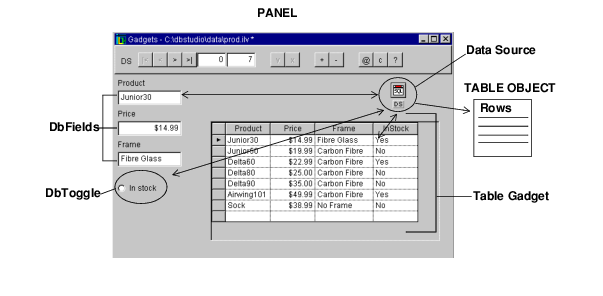 PANEL
Gadgets - C:\dbstudio\data\prod.ilv *
Data Source
DS |< < > >| 0 7 v x + - @ c ?
Product
Junior30
SQL
DS
TABLE OBJECT
Rows
DbFields
Price
$14.99
Frame
Fibre Glass
DbToggle
In stock
Product Price Frame InStock
Junior30 $14.99 Fibre Glass Yes
Junior60 $19.99 Carbon Fibre No
Delta60 $22.99 Carbon Fibre Yes
Delta80 $25.00 Carbon Fibre No
Delta90 $35.00 Carbon Fibre No
Airwing101 $49.99 Carbon Fibre Yes
Sock $38.99 No Frame No
Table Gadget